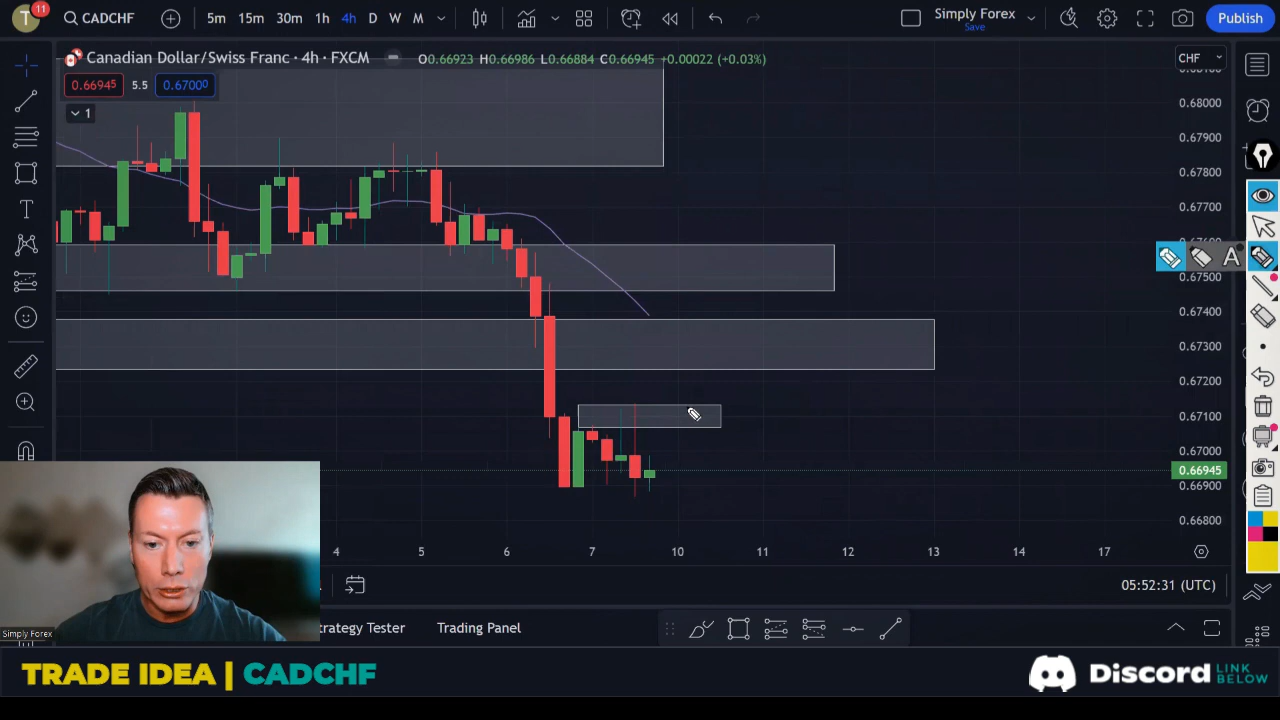 T 11 CADCHF 5m 15m 30m 1h 4h D W M Simply Forex Save Publish
Canadian Dollar/Swiss Franc · 4h · FXCM O0.66923 H0.66986 L0.66884 C0.66945 +0.00022 (+0.03%) CHF
0.66945 5.5 0.67000
1
0.68000
0.67900
0.67800
0.67700
A
0.67500
0.67400
0.67300
0.67200
0.67100
0.67000
0.66945
0.66900
0.66800
4 5 6 7 10 11 12 13 14 17
05:52:31 (UTC)
Simply Forex
trategy Tester Trading Panel
TRADE IDEA | CADCHF
Discord LINK BELOW